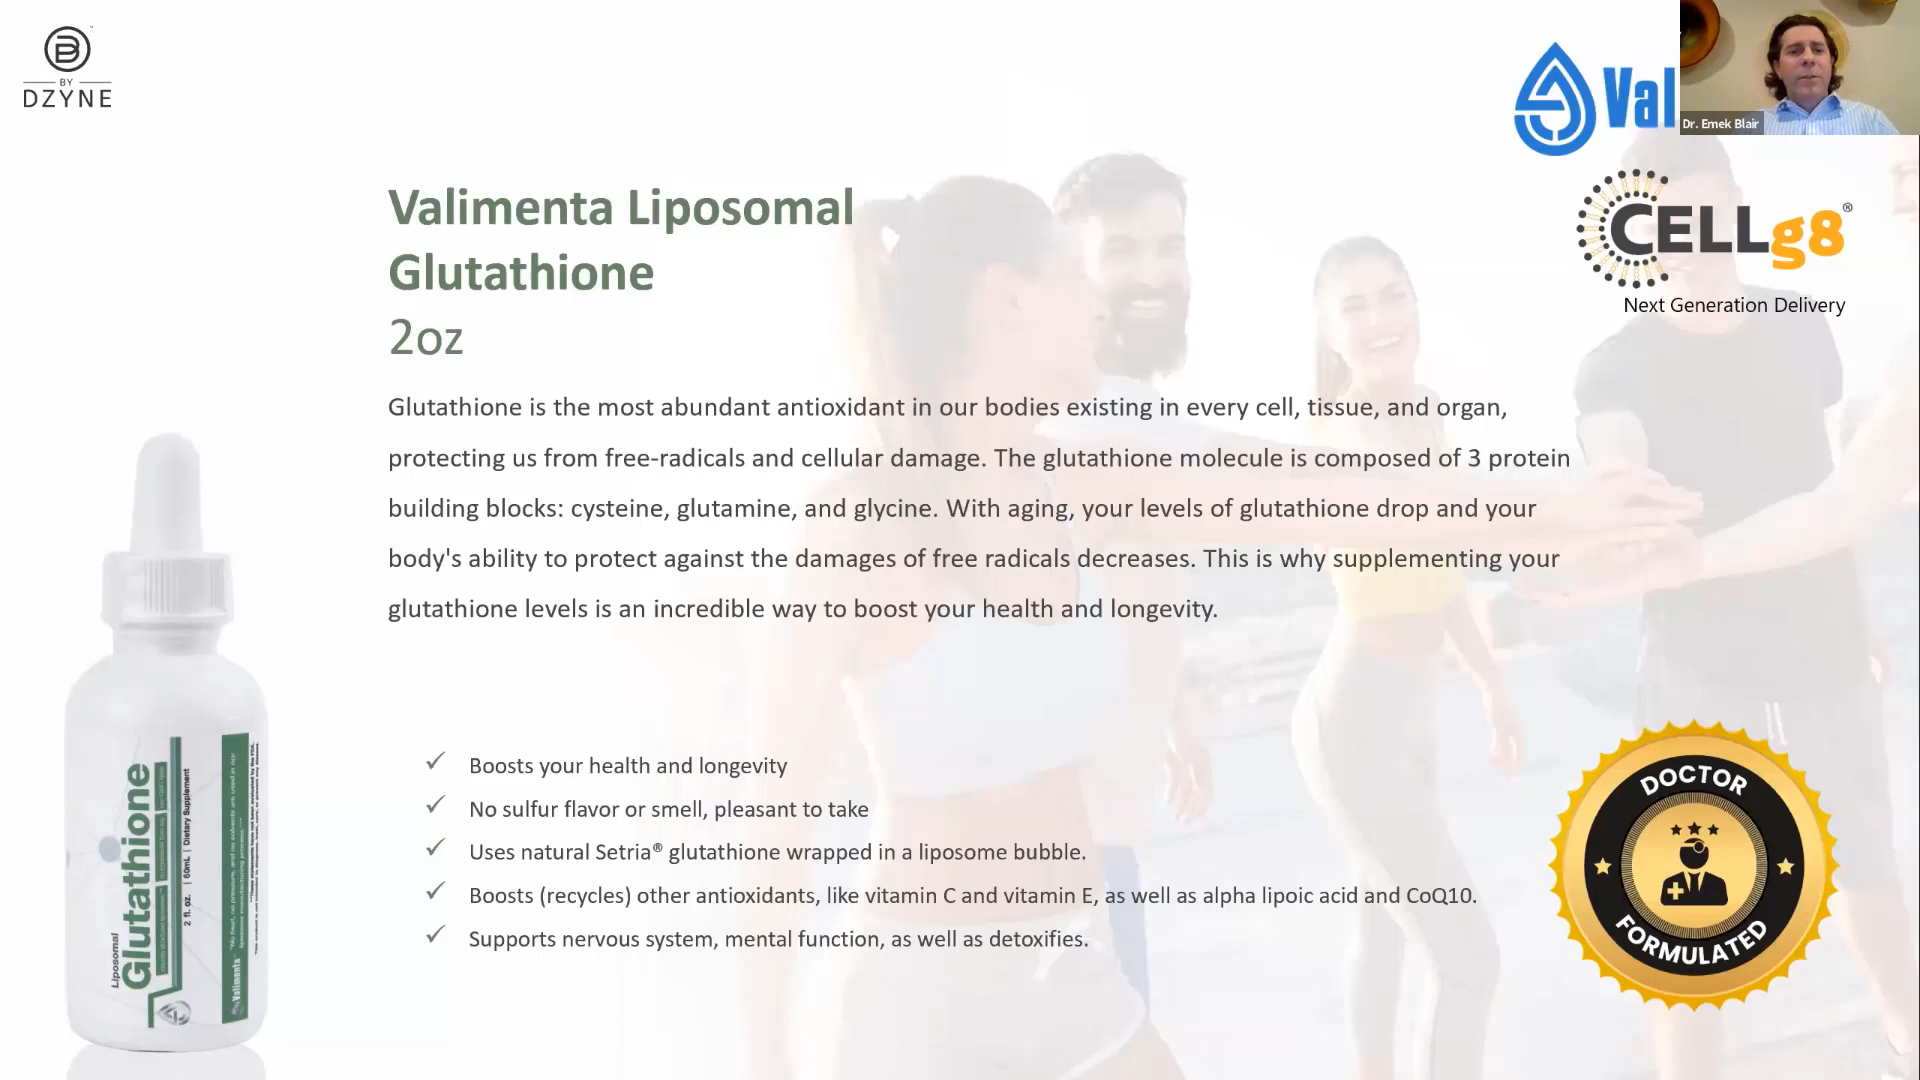 B
BY
DZYNE
Val
Dr. Emek Blair
CELLg8®
Next Generation Delivery
Valimenta Liposomal
Glutathione
2oz
Glutathione is the most abundant antioxidant in our bodies existing in every cell, tissue, and organ,
protecting us from free-radicals and cellular damage. The glutathione molecule is composed of 3 protein
building blocks: cysteine, glutamine, and glycine. With aging, your levels of glutathione drop and your
body's ability to protect against the damages of free radicals decreases. This is why supplementing your
glutathione levels is an incredible way to boost your health and longevity.
✓ Boosts your health and longevity
✓ No sulfur flavor or smell, pleasant to take
✓ Uses natural Setria® glutathione wrapped in a liposome bubble.
✓ Boosts (recycles) other antioxidants, like vitamin C and vitamin E, as well as alpha lipoic acid and CoQ10.
✓ Supports nervous system, mental function, as well as detoxifies.
Liposomal
Glutathione
2 fl. oz. | 60mL | Dietary Supplement
Valimenta
DOCTOR
FORMULATED